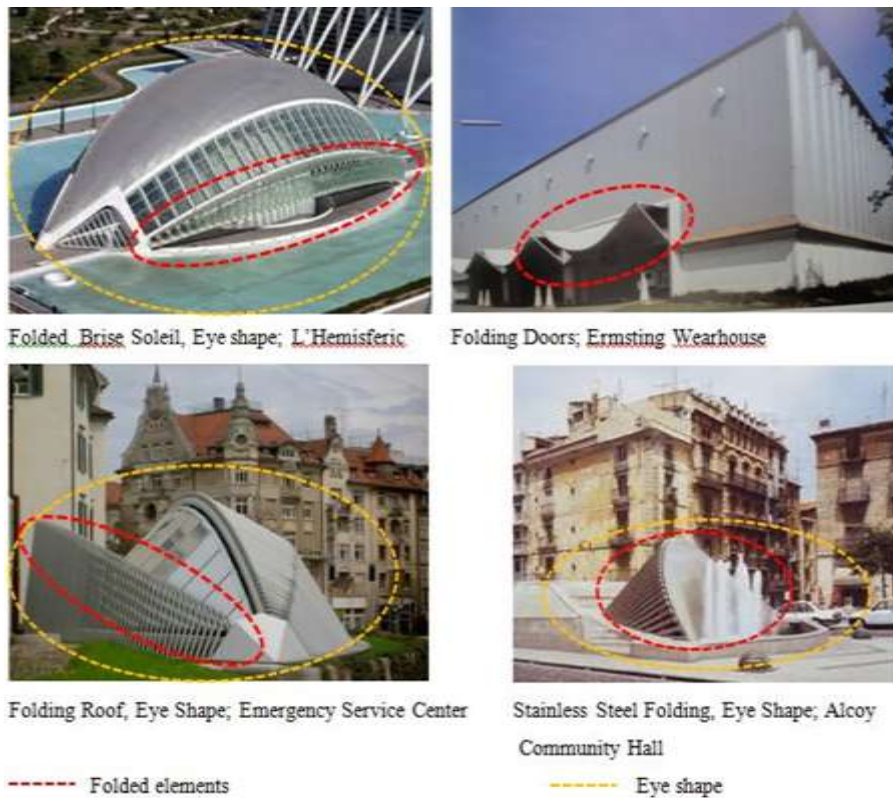 Folded Brise Soleil, Eye shape; L'Hemisferic
Folding Doors; Ermsting Wearhouse
Folding Roof, Eye Shape; Emergency Service Center
Stainless Steel Folding, Eye Shape; Alcoy
Community Hall
Folded elements
Eye shape